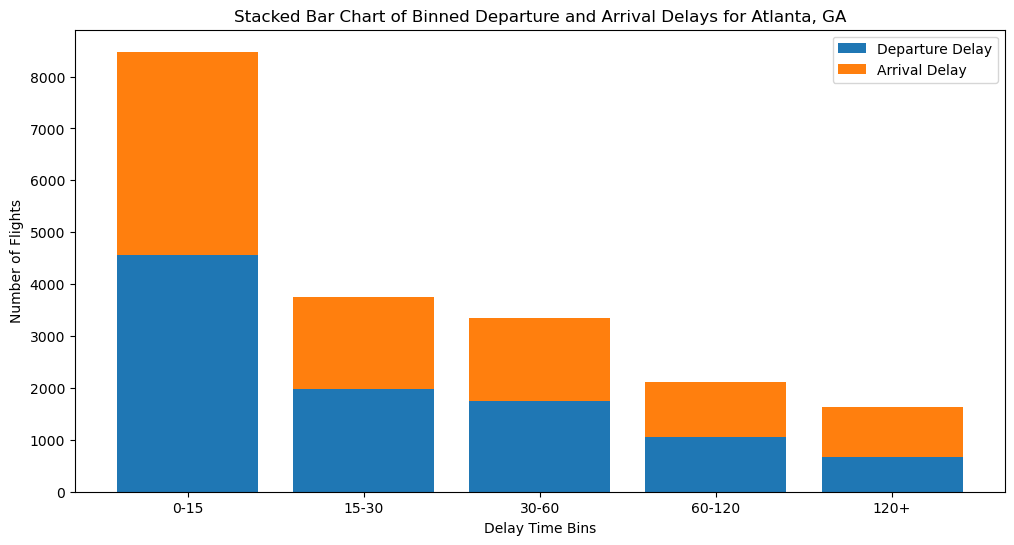 Stacked Bar Chart of Binned Departure and Arrival Delays for Atlanta, GA
Departure Delay
Arrival Delay
Number of Flights
8000
7000
6000
5000
4000
3000
2000
1000
0
0-15 15-30 30-60 60-120 120+
Delay Time Bins